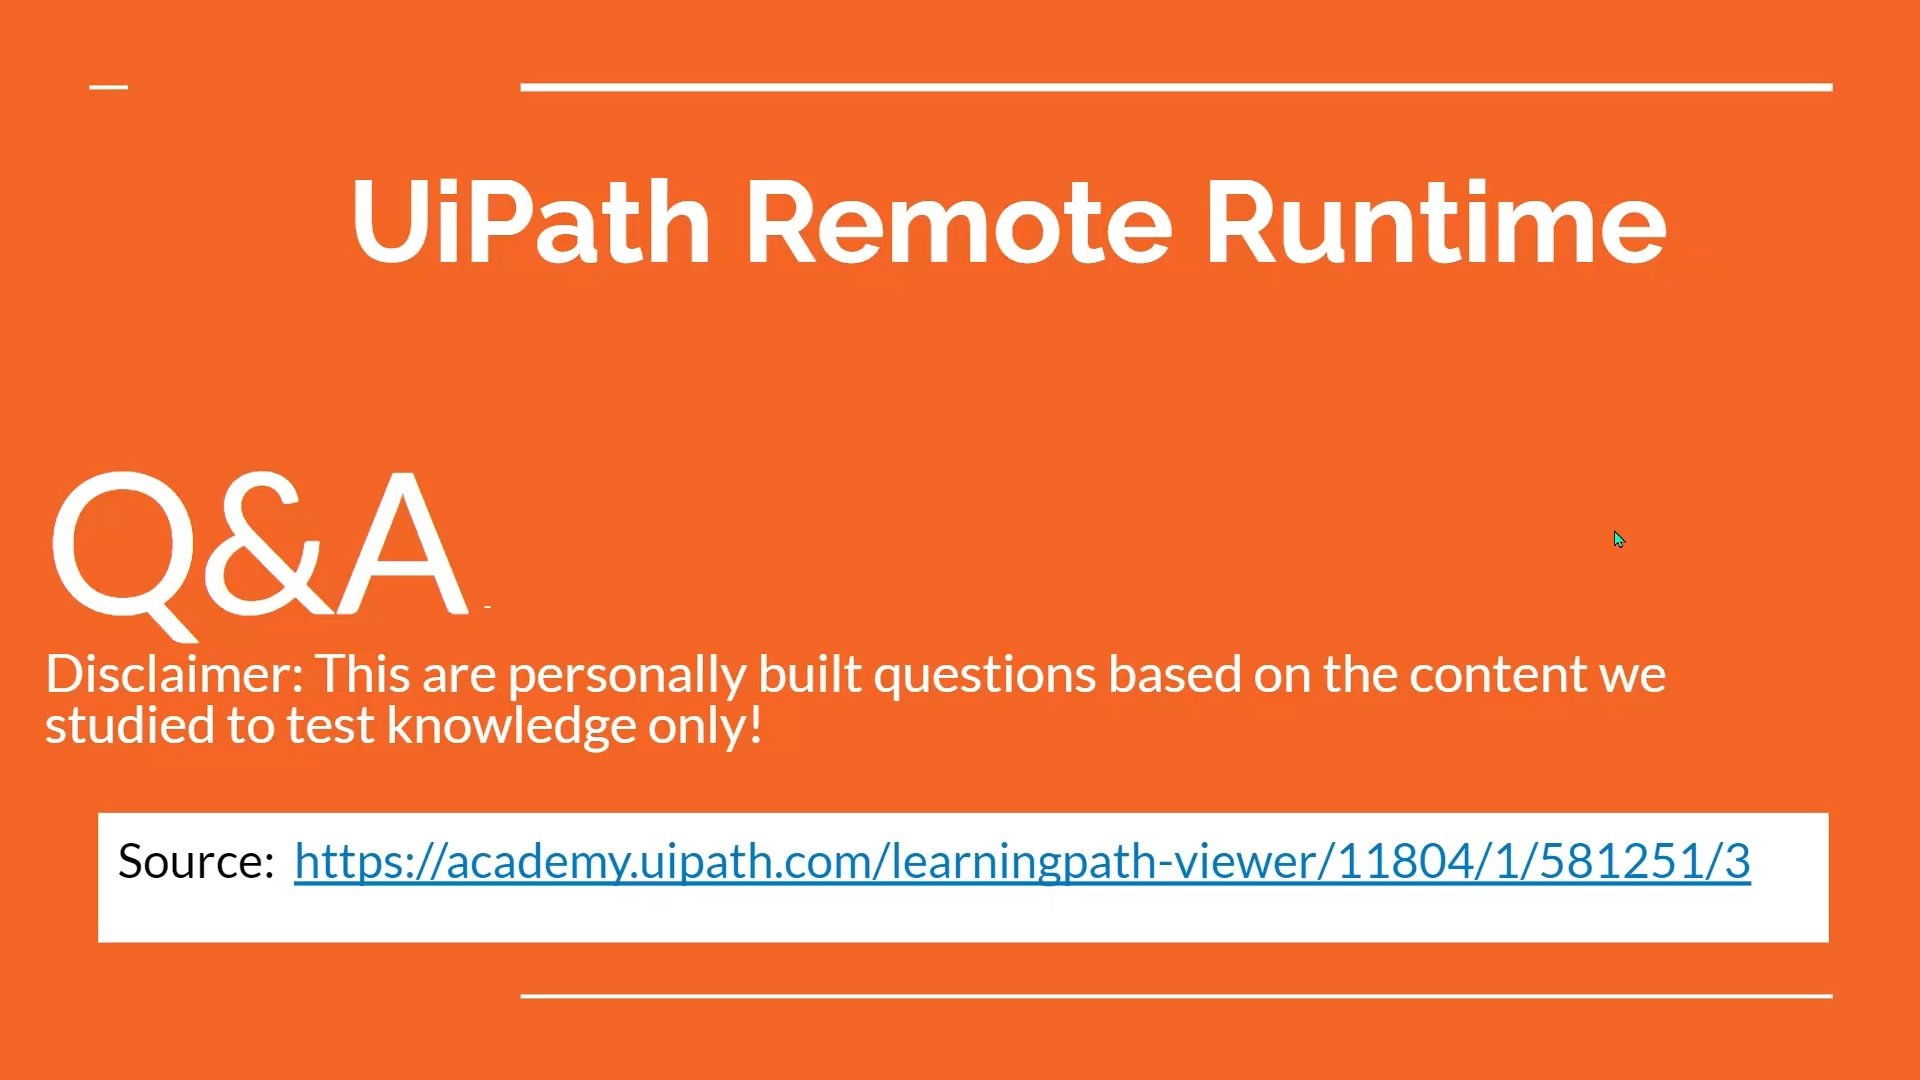 UiPath Remote Runtime
Q&A -
Disclaimer: This are personally built questions based on the content we
studied to test knowledge only!
Source: https://academy.uipath.com/learningpath-viewer/11804/1/581251/3